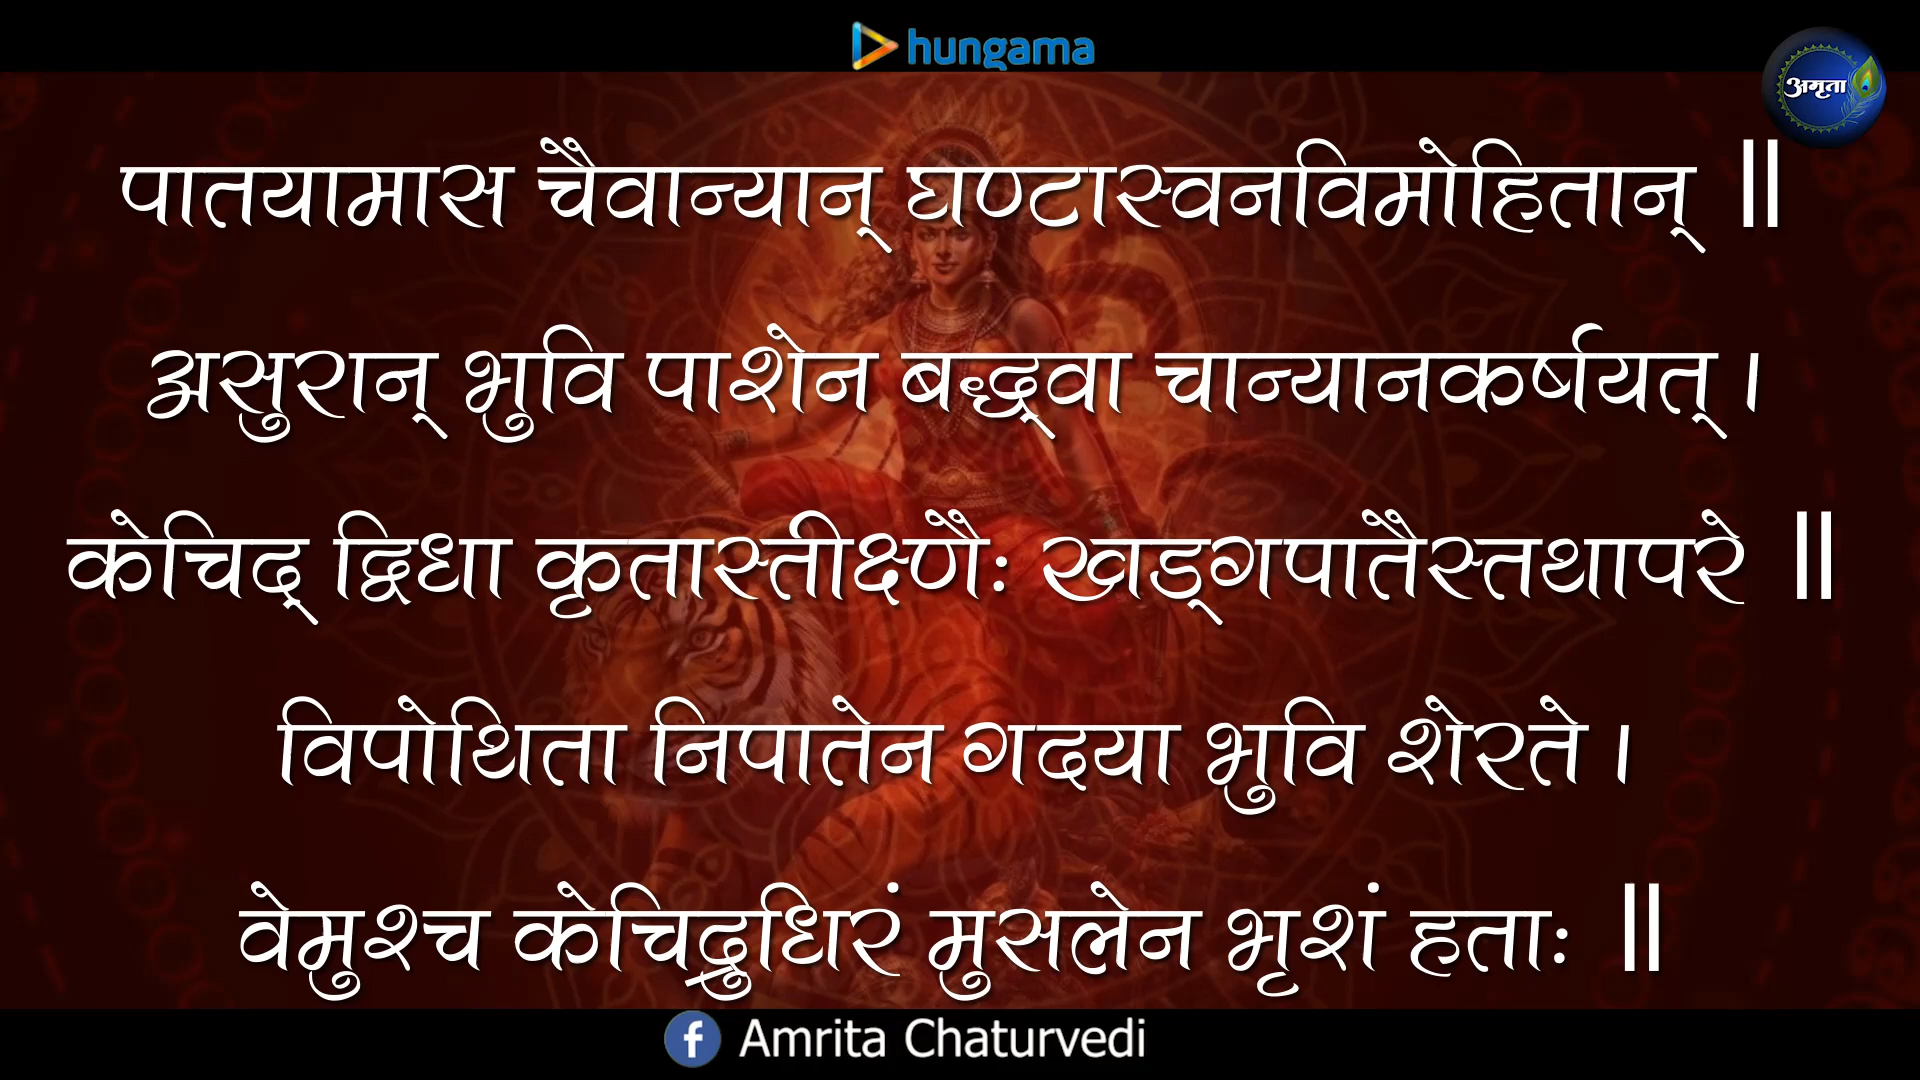 hungama
अमृता
पातयामास चैवान्यान् घण्टास्वनविमोहितान् ॥
असुरान् भुवि पाशेन बद्ध्वा चान्यानकर्षयत् ।
केचिद् द्विधा कृतास्तीक्ष्णैः खड्गपातैस्तथापरे ॥
विपोथिता निपातेन गदया भुवि शेरते ।
वेमुश्च केचिद्रुधिरं मुसलेन भृशं हताः ॥
f Amrita Chaturvedi